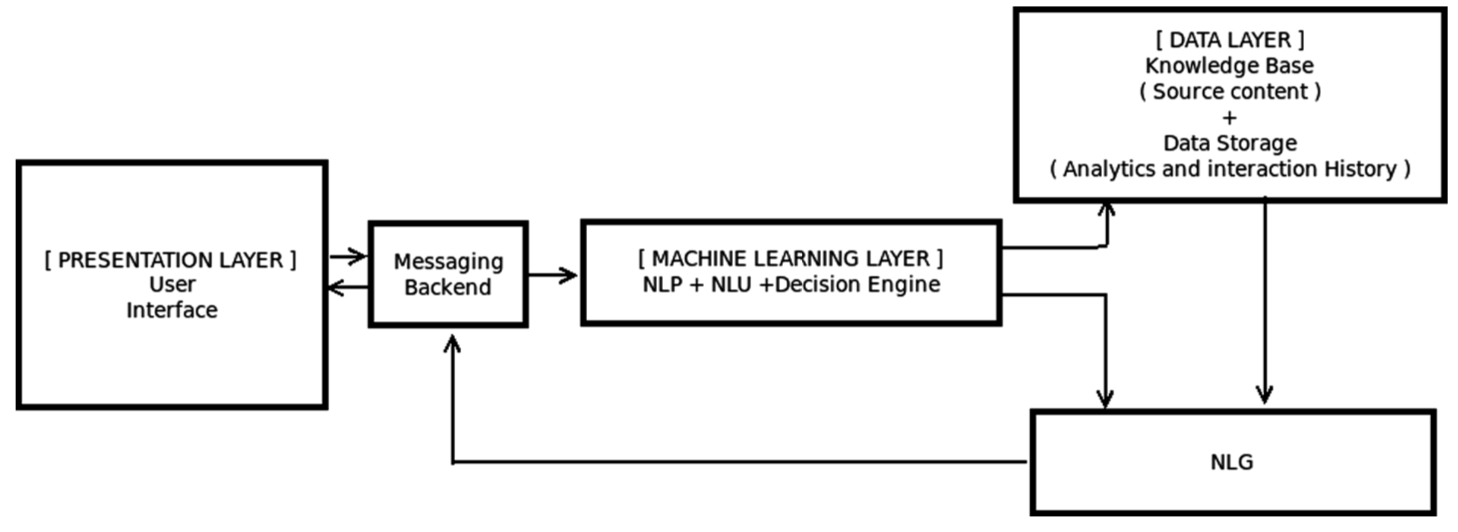 [ DATA LAYER ]
Knowledge Base
( Source content )
+
Data Storage
( Analytics and interaction History )
[ PRESENTATION LAYER ]
User
Interface
Messaging
Backend
[ MACHINE LEARNING LAYER ]
NLP + NLU +Decision Engine
NLG